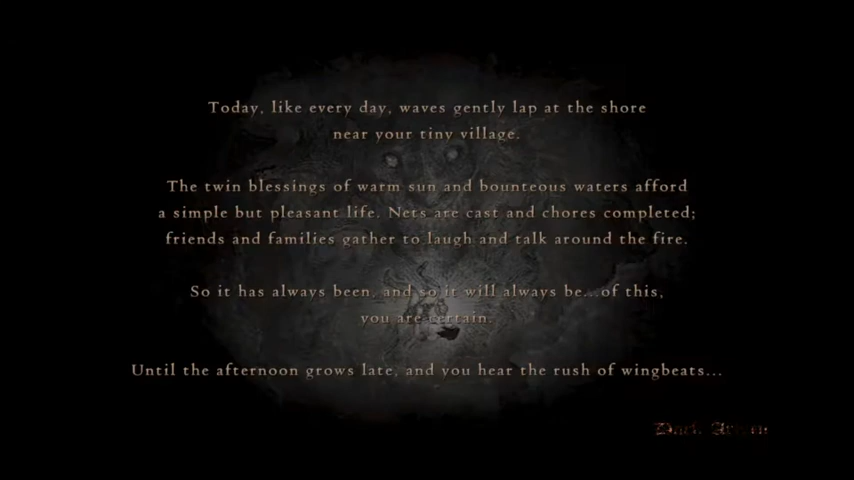 Today, like every day, waves gently lap at the shore
near your tiny village.
The twin blessings of warm sun and bounteous waters afford
a simple but pleasant life. Nets are cast and chores completed;
friends and families gather to laugh and talk around the fire.
So it has always been, and so it will always be...of this,
you are certain.
Until the afternoon grows late, and you hear the rush of wingbeats...
Dark Arisen